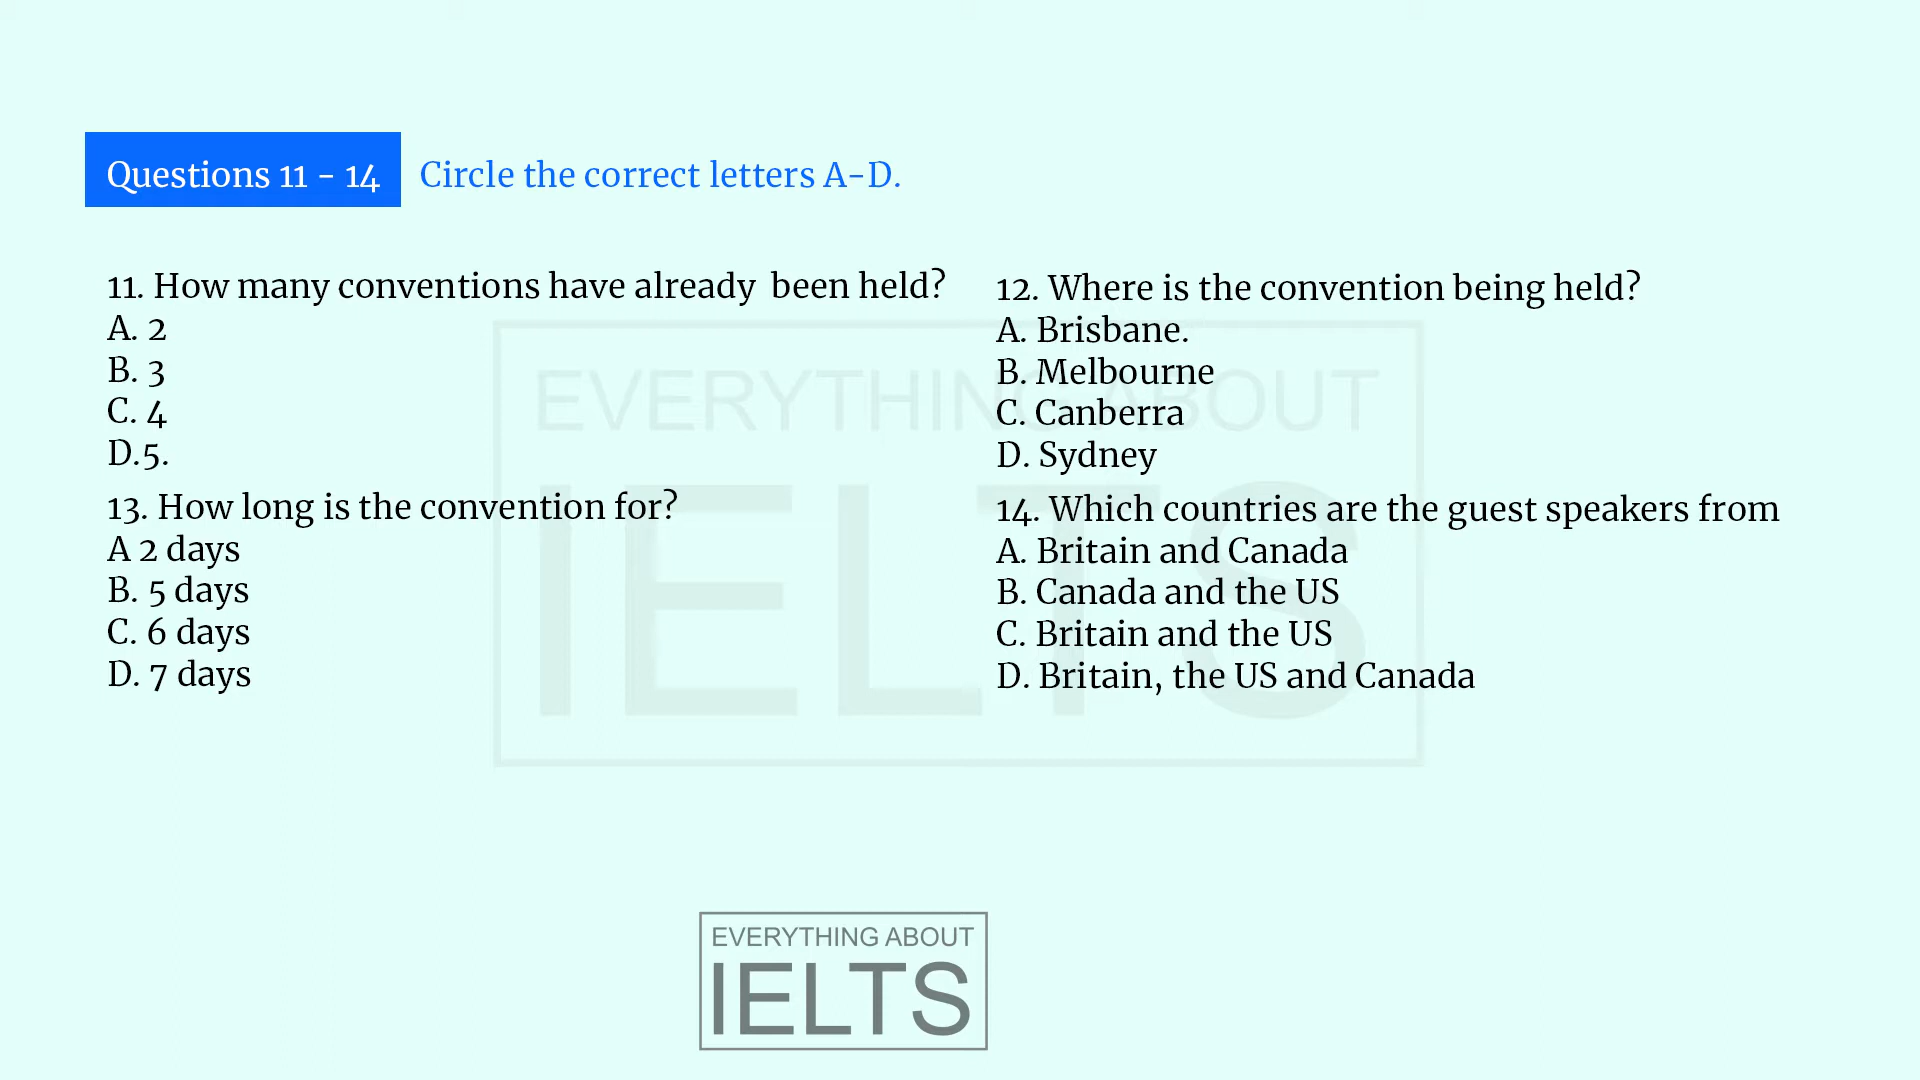 Questions 11 - 14
Circle the correct letters A-D.
11. How many conventions have already  been held?
A. 2
B. 3
C. 4
D.5.
13. How long is the convention for?
A 2 days
B. 5 days
C. 6 days
D. 7 days
12. Where is the convention being held?
A. Brisbane.
B. Melbourne
C. Canberra
D. Sydney
14. Which countries are the guest speakers from
A. Britain and Canada
B. Canada and the US
C. Britain and the US
D. Britain, the US and Canada
EVERYTHING ABOUT
IELTS
EVERYTHING ABOUT
IELTS